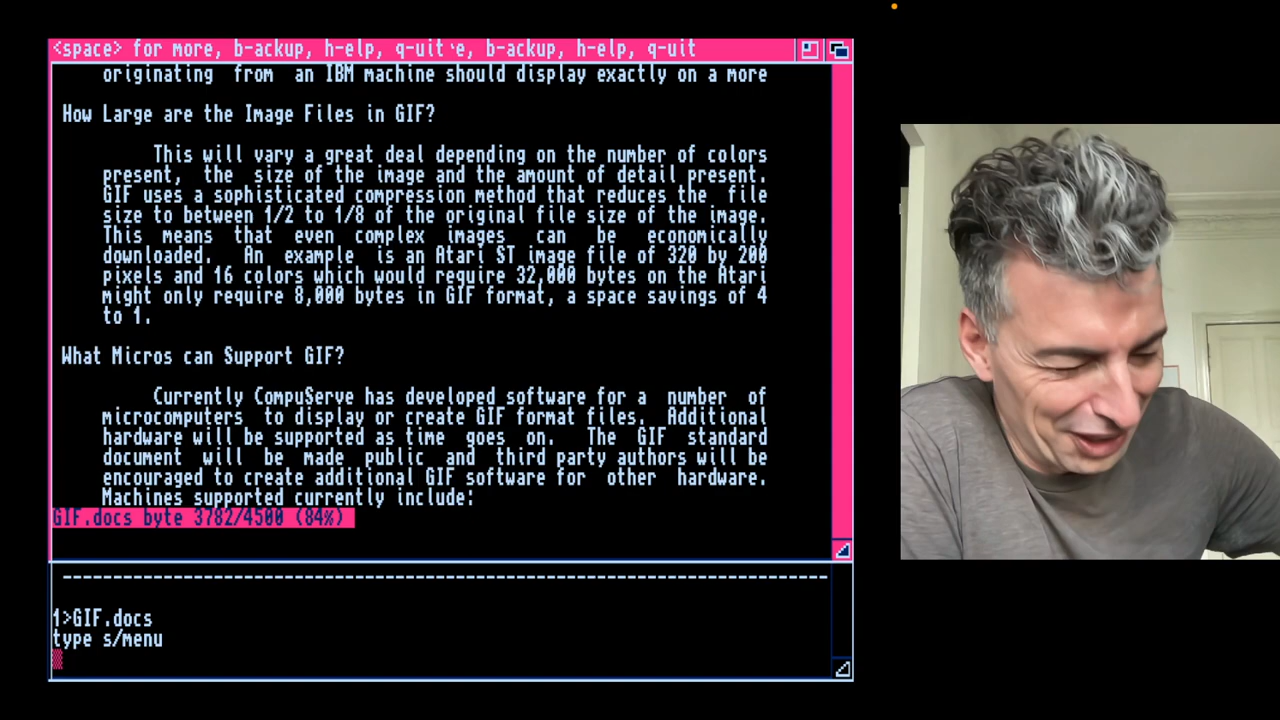 <space> for more, b-ackup, h-elp, q-uit e, b-ackup, h-elp, q-uit
originating from an IBM machine should display exactly on a more
How Large are the Image Files in GIF?
This will vary a great deal depending on the number of colors
present, the size of the image and the amount of detail present.
GIF uses a sophisticated compression method that reduces the file
size to between 1/2 to 1/8 of the original file size of the image.
This means that even complex images can be economically
downloaded. An example is an Atari ST image file of 320 by 200
pixels and 16 colors which would require 32,000 bytes on the Atari
might only require 8,000 bytes in GIF format, a space savings of 4
to 1.
What Micros can Support GIF?
Currently CompuServe has developed software for a number of
microcomputers to display or create GIF format files. Additional
hardware will be supported as time goes on. The GIF standard
document will be made public and third party authors will be
encouraged to create additional GIF software for other hardware.
Machines supported currently include:
GIF.docs byte 3782/4500 (84%)
--------------------------------------------------------------------------------
1>GIF.docs
type s/menu